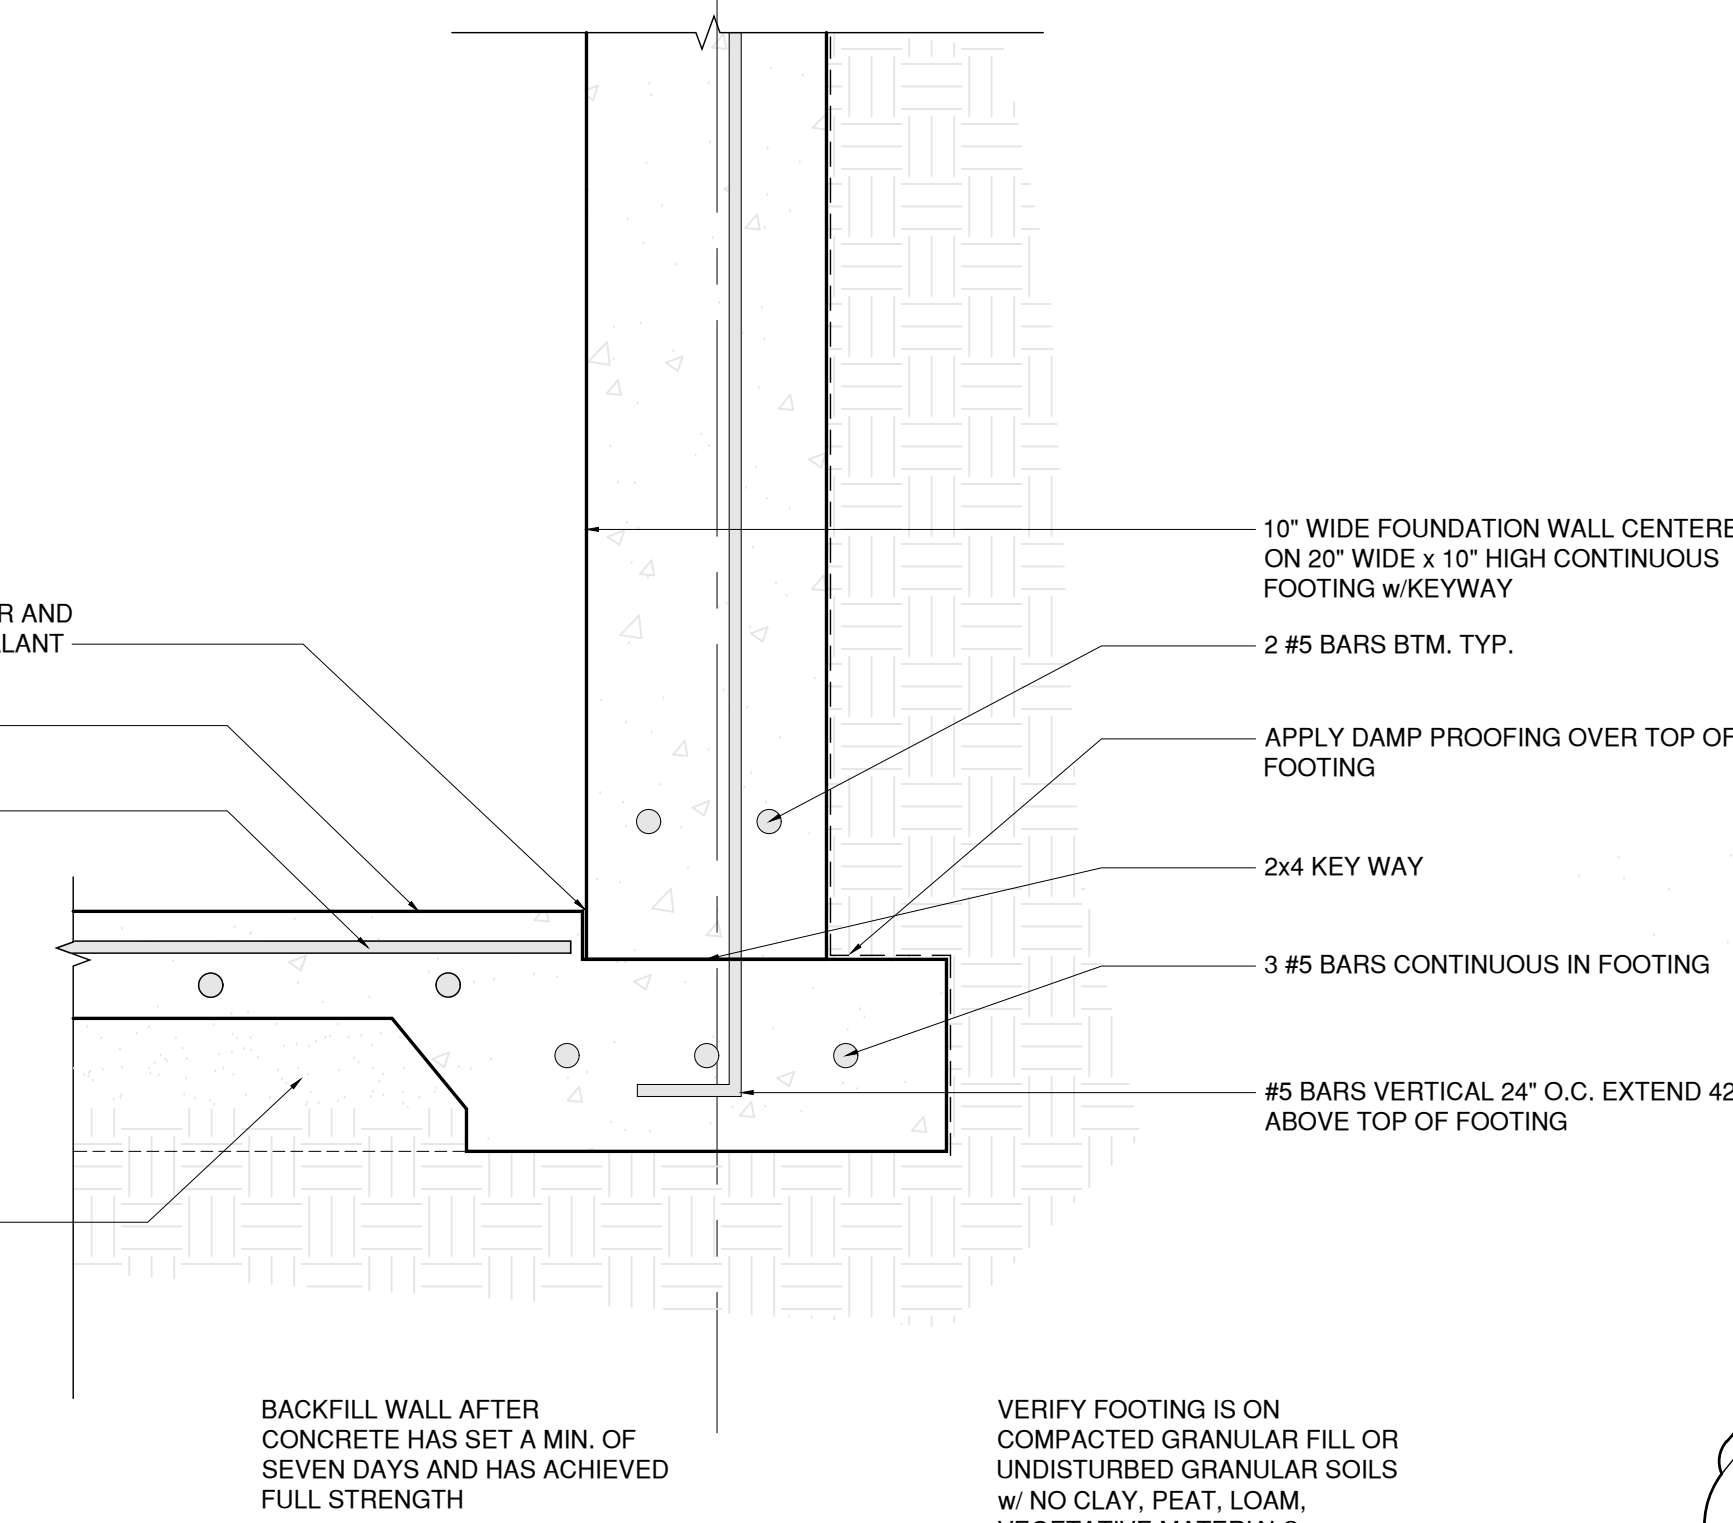 R AND
LANT
10" WIDE FOUNDATION WALL CENTERE
ON 20" WIDE x 10" HIGH CONTINUOUS
FOOTING w/KEYWAY
2 #5 BARS BTM. TYP.
APPLY DAMP PROOFING OVER TOP OF
FOOTING
2x4 KEY WAY
3 #5 BARS CONTINUOUS IN FOOTING
#5 BARS VERTICAL 24" O.C. EXTEND 42
ABOVE TOP OF FOOTING
BACKFILL WALL AFTER
CONCRETE HAS SET A MIN. OF
SEVEN DAYS AND HAS ACHIEVED
FULL STRENGTH
VERIFY FOOTING IS ON
COMPACTED GRANULAR FILL OR
UNDISTURBED GRANULAR SOILS
w/ NO CLAY, PEAT, LOAM,
VEGETATIVE MATERIALS